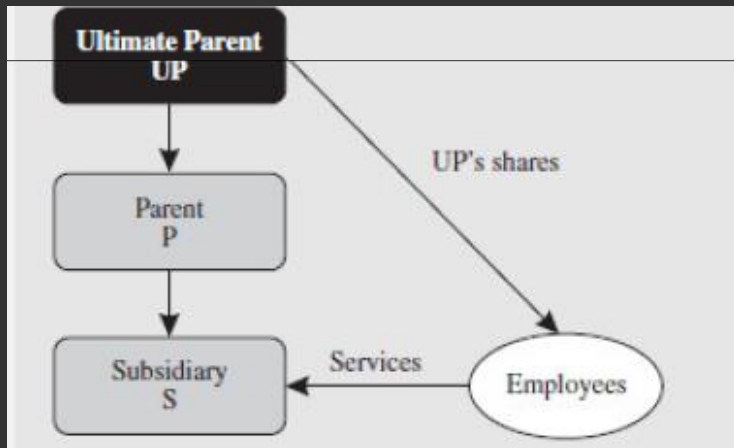 Ultimate Parent
UP
UP's shares
Parent
P
Subsidiary
S
Services
Employees